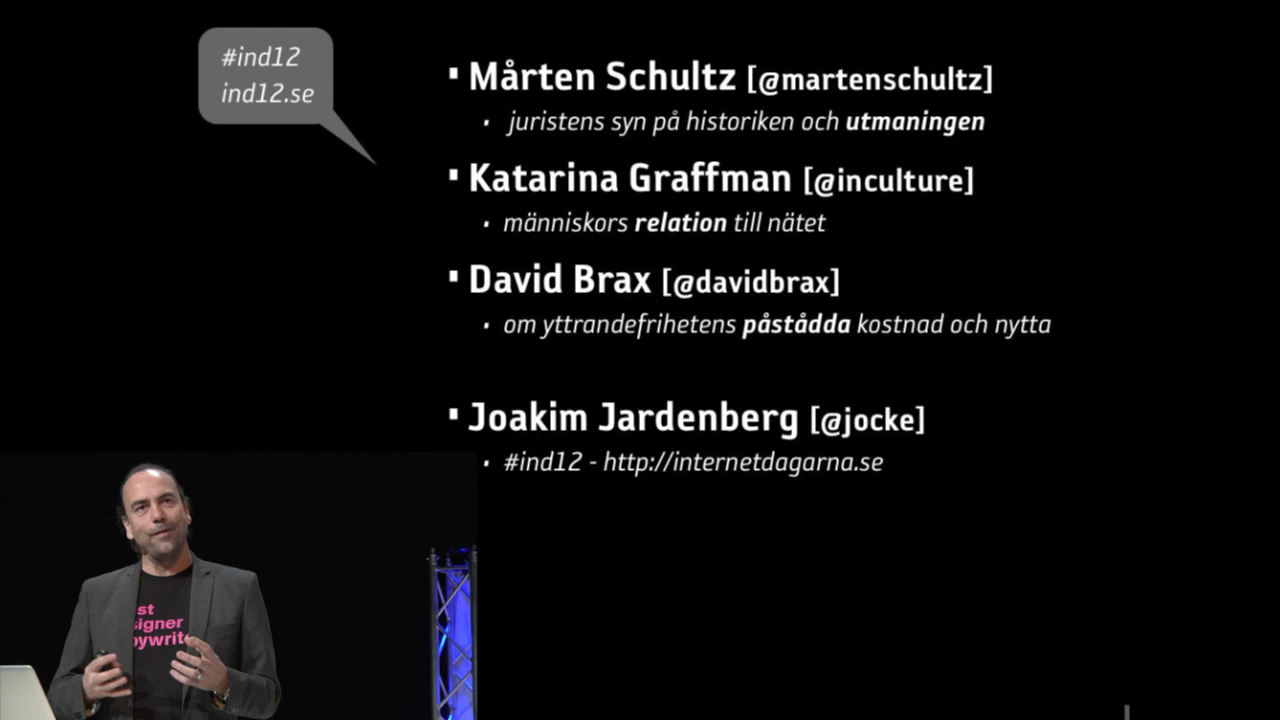 #ind12
ind12.se
Mårten Schultz [@martenschultz]
juristens syn på historiken och utmaningen
Katarina Graffman [@inculture]
människors relation till nätet
David Brax [@davidbrax]
om yttrandefrihetens påstådda kostnad och nytta
Joakim Jardenberg [@jocke]
#ind12 - http://internetdagarna.se